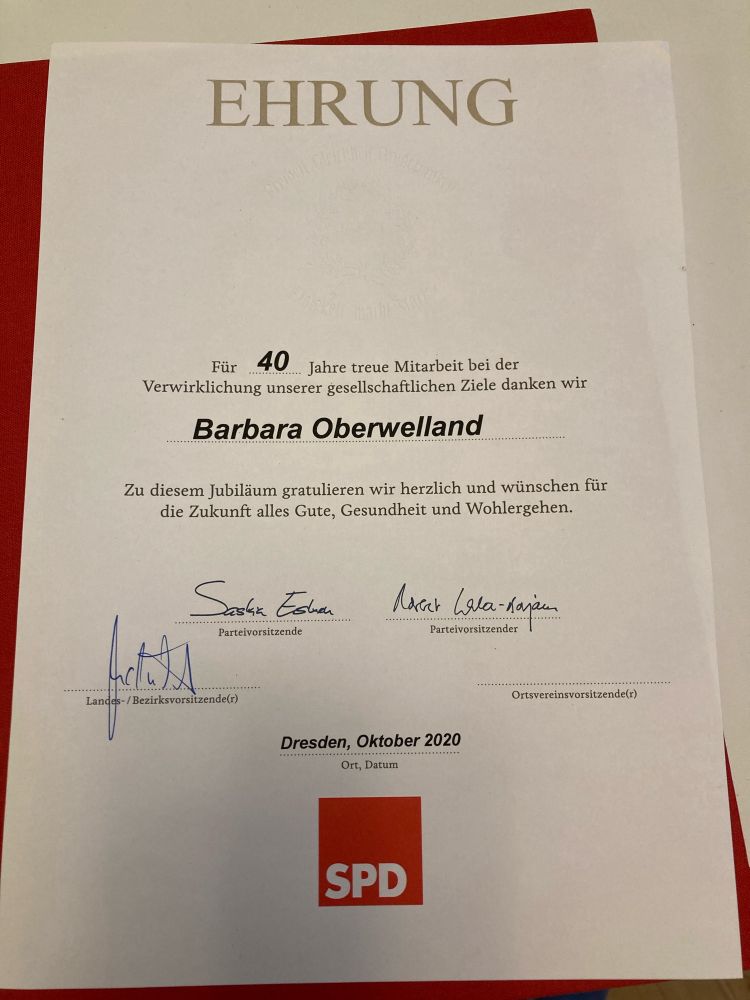 EHRUNG
Für 40 Jahre treue Mitarbeit bei der
Verwirklichung unserer gesellschaftlichen Ziele danken wir
Barbara Oberwelland
Zu diesem Jubiläum gratulieren wir herzlich und wünschen für
die Zukunft alles Gute, Gesundheit und Wohlergehen.
Saskia Esken
Parteivorsitzende
Parteivorsitzender
Landes-/Bezirksvorsitzende(r)
Ortsvereinsvorsitzende(r)
Dresden, Oktober 2020
Ort, Datum
SPD